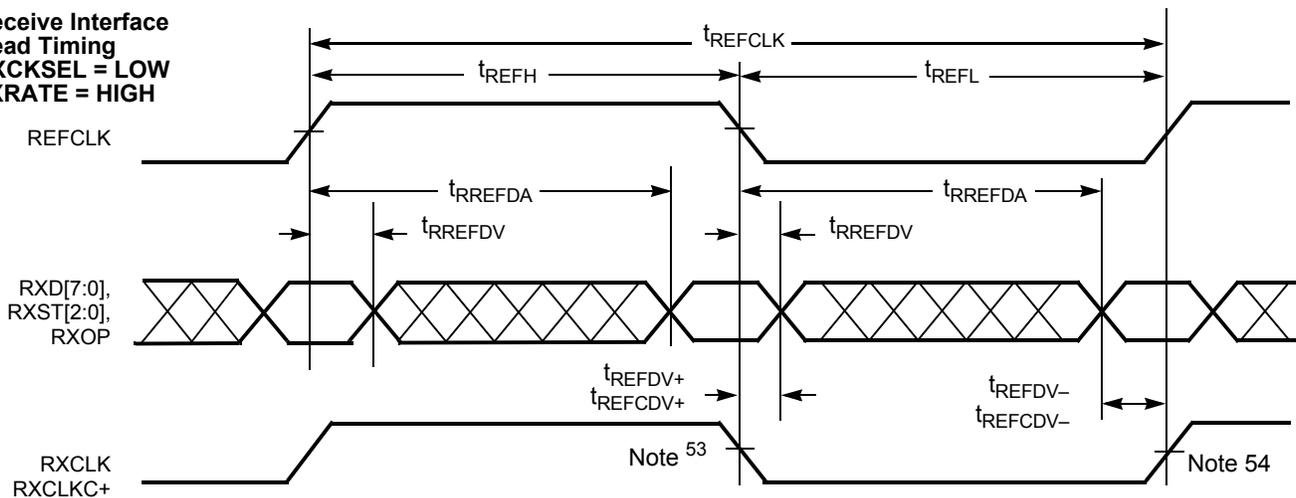 eceive Interface
ead Timing
XCKSEL = LOW
XRATE = HIGH
tREFCLK
tREFH
tREFL
REFCLK
tRREFDA
tRREFDA
tRREFDV
tRREFDV
RXD[7:0],
RXST[2:0],
RXOP
tREFDV+
tREFCDV+
tREFDV–
tREFCDV–
Note 53
Note 54
RXCLK
RXCLKC+